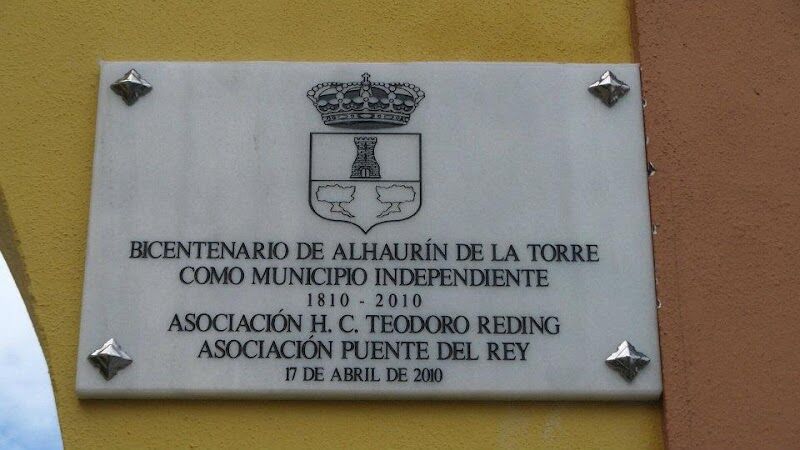 BICENTENARIO DE ALHAURÍN DE LA TORRE
COMO MUNICIPIO INDEPENDIENTE
1810 - 2010
ASOCIACIÓN H. C. TEODORO REDING
ASOCIACIÓN PUENTE DEL REY
17 DE ABRIL DE 2010